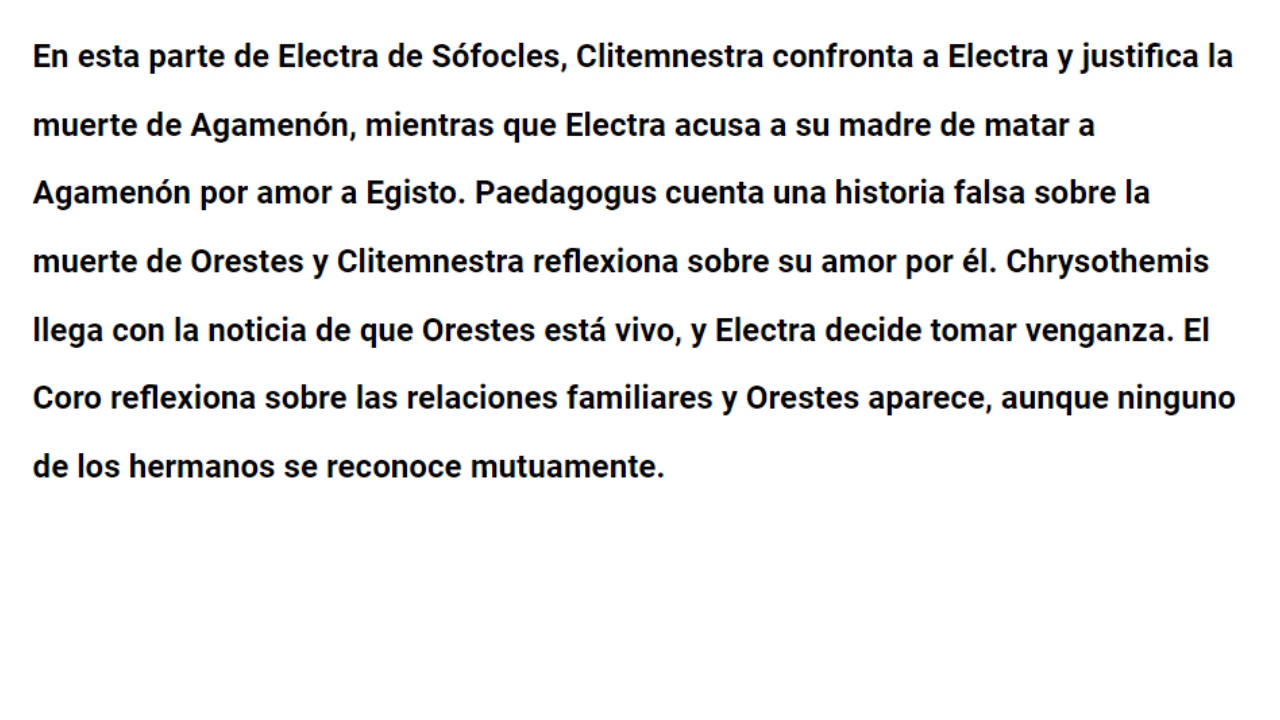 En esta parte de Electra de Sófocles, Clitemnestra confronta a Electra y justifica la
muerte de Agamenón, mientras que Electra acusa a su madre de matar a
Agamenón por amor a Egisto. Paedagogus cuenta una historia falsa sobre la
muerte de Orestes y Clitemnestra reflexiona sobre su amor por él. Chrysothemis
llega con la noticia de que Orestes está vivo, y Electra decide tomar venganza. El
Coro reflexiona sobre las relaciones familiares y Orestes aparece, aunque ninguno
de los hermanos se reconoce mutuamente.